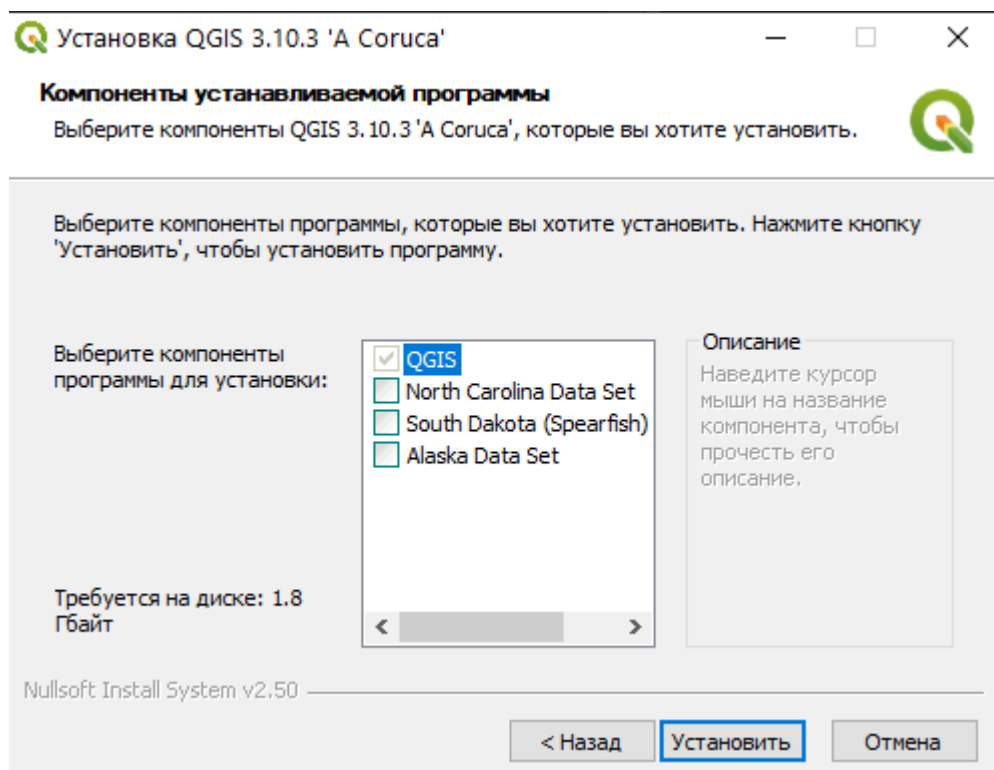 Установка QGIS 3.10.3 'A Coruca'
Компоненты устанавливаемой программы
Выберите компоненты QGIS 3.10.3 'A Coruca', которые вы хотите установить.
Выберите компоненты программы, которые вы хотите установить. Нажмите кнопку
'Установить', чтобы установить программу.
Выберите компоненты
программы для установки:
QGIS
North Carolina Data Set
South Dakota (Spearfish)
Alaska Data Set
Описание
Наведите курсор
мыши на название
компонента, чтобы
прочесть его
описание.
Требуется на диске: 1.8
Гбайт
Nullsoft Install System v2.50
< Назад
Установить
Отмена